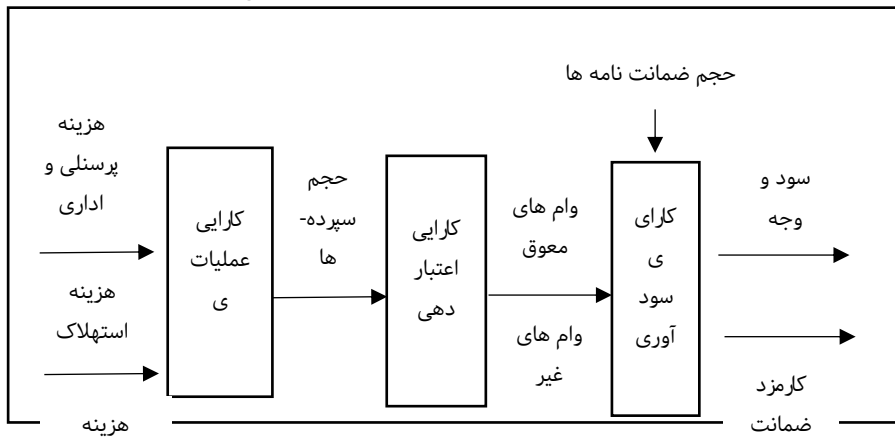 حجم ضمانت نامه ها
هزینه
پرسنلی و
اداری
هزینه
استهلاک
هزینه
کارایی
عملیات
ی
حجم
سپرده-
ها
کارایی
اعتبار
دهی
وام های
معوق
وام های
غیر
کارای
ی
سود
آوری
سود و
وجه
کارمزد
ضمانت